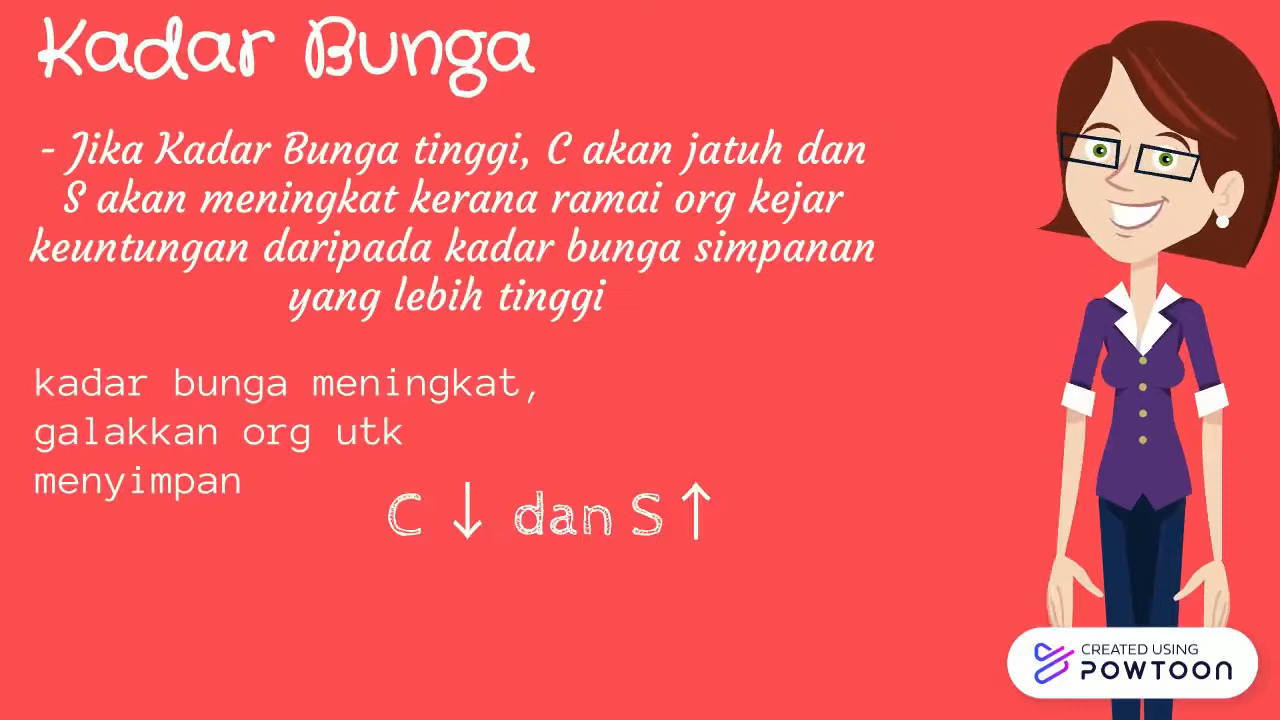 Kadar Bunga
- Jika Kadar Bunga tinggi, C akan jatuh dan
S akan meningkat kerana ramai org kejar
keuntungan daripada kadar bunga simpanan
yang lebih tinggi
kadar bunga meningkat,
galakkan org utk
menyimpan
C ↓ dan S ↑
CREATED USING
POWTOON